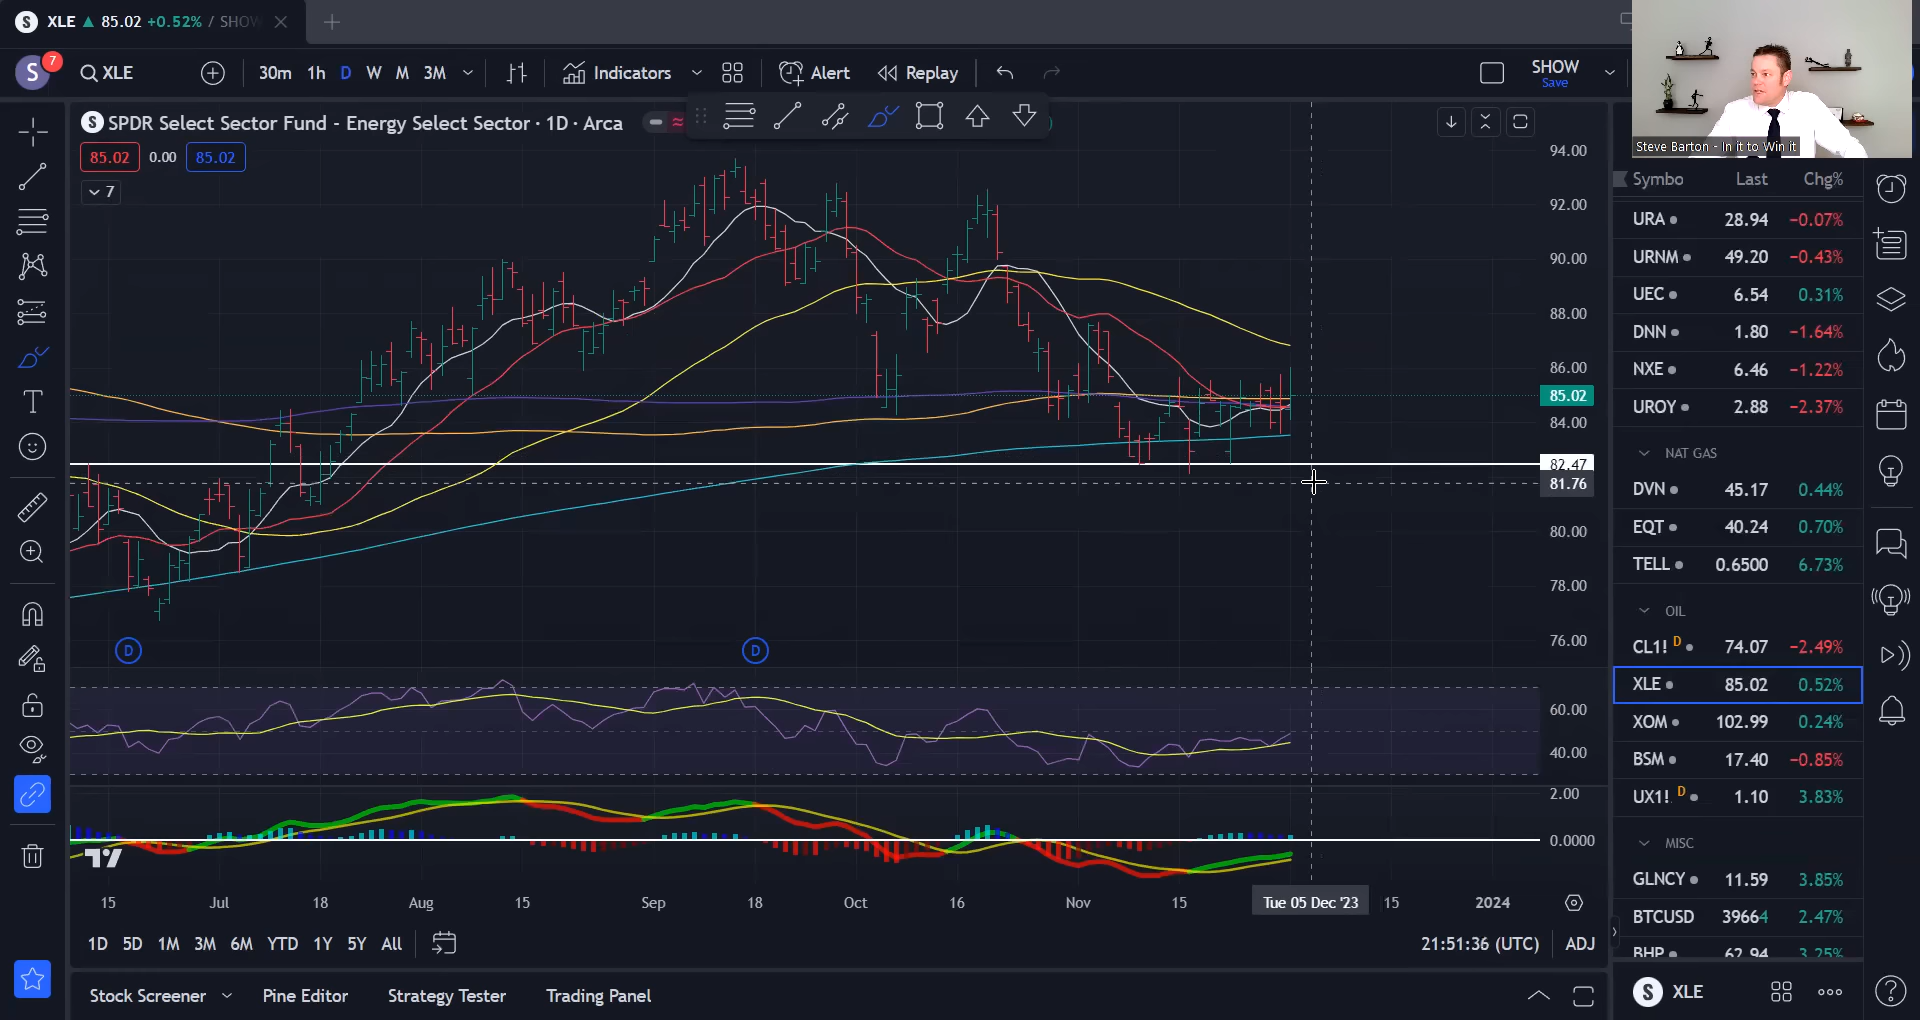 S XLE 85.02 +0.52% / SHOW
S 7 XLE 30m 1h D W M 3M Indicators Alert Replay SHOW
Save
S SPDR Select Sector Fund - Energy Select Sector · 1D · Arca
85.02 0.00 85.02
7
Steve Barton - In it to Win it
94.00
92.00
90.00
88.00
86.00
85.02
84.00
82.47
81.76
80.00
78.00
76.00
D D
60.00
40.00
2.00
0.0000
15 Jul 18 Aug 15 Sep 18 Oct 16 Nov 15 Tue 05 Dec '23 15 2024
1D 5D 1M 3M 6M YTD 1Y 5Y All 21:51:36 (UTC) ADJ
Stock Screener Pine Editor Strategy Tester Trading Panel
Symbo Last Chg%
URA 28.94 −0.07%
URNM 49.20 −0.43%
UEC 6.54 0.31%
DNN 1.80 −1.64%
NXE 6.46 −1.22%
UROY 2.88 −2.37%
NAT GAS
DVN 45.17 0.44%
EQT 40.24 0.70%
TELL 0.6500 6.73%
OIL
CL1! D 74.07 −2.49%
XLE 85.02 0.52%
XOM 102.99 0.24%
BSM 17.40 −0.85%
UX1! D 1.10 3.83%
MISC
GLNCY 11.59 3.85%
BTCUSD 39664 2.47%
BHP 62.94 3.25%
S XLE